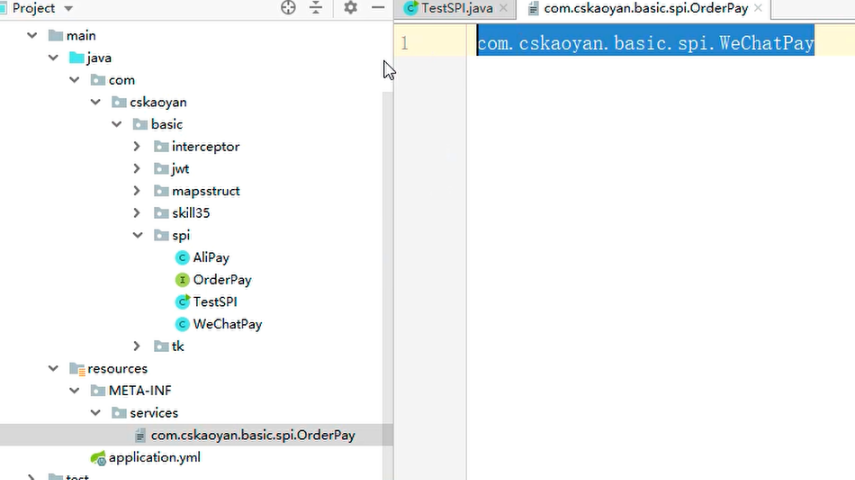 Project
main
java
com
cskaoyan
basic
interceptor
jwt
mapsstruct
skill35
spi
AliPay
OrderPay
TestSPI
WeChatPay
tk
resources
META-INF
services
com.cskaoyan.basic.spi.OrderPay
application.yml
test
TestSPI.java
com.cskaoyan.basic.spi.OrderPay
1 com.cskaoyan.basic.spi.WeChatPay